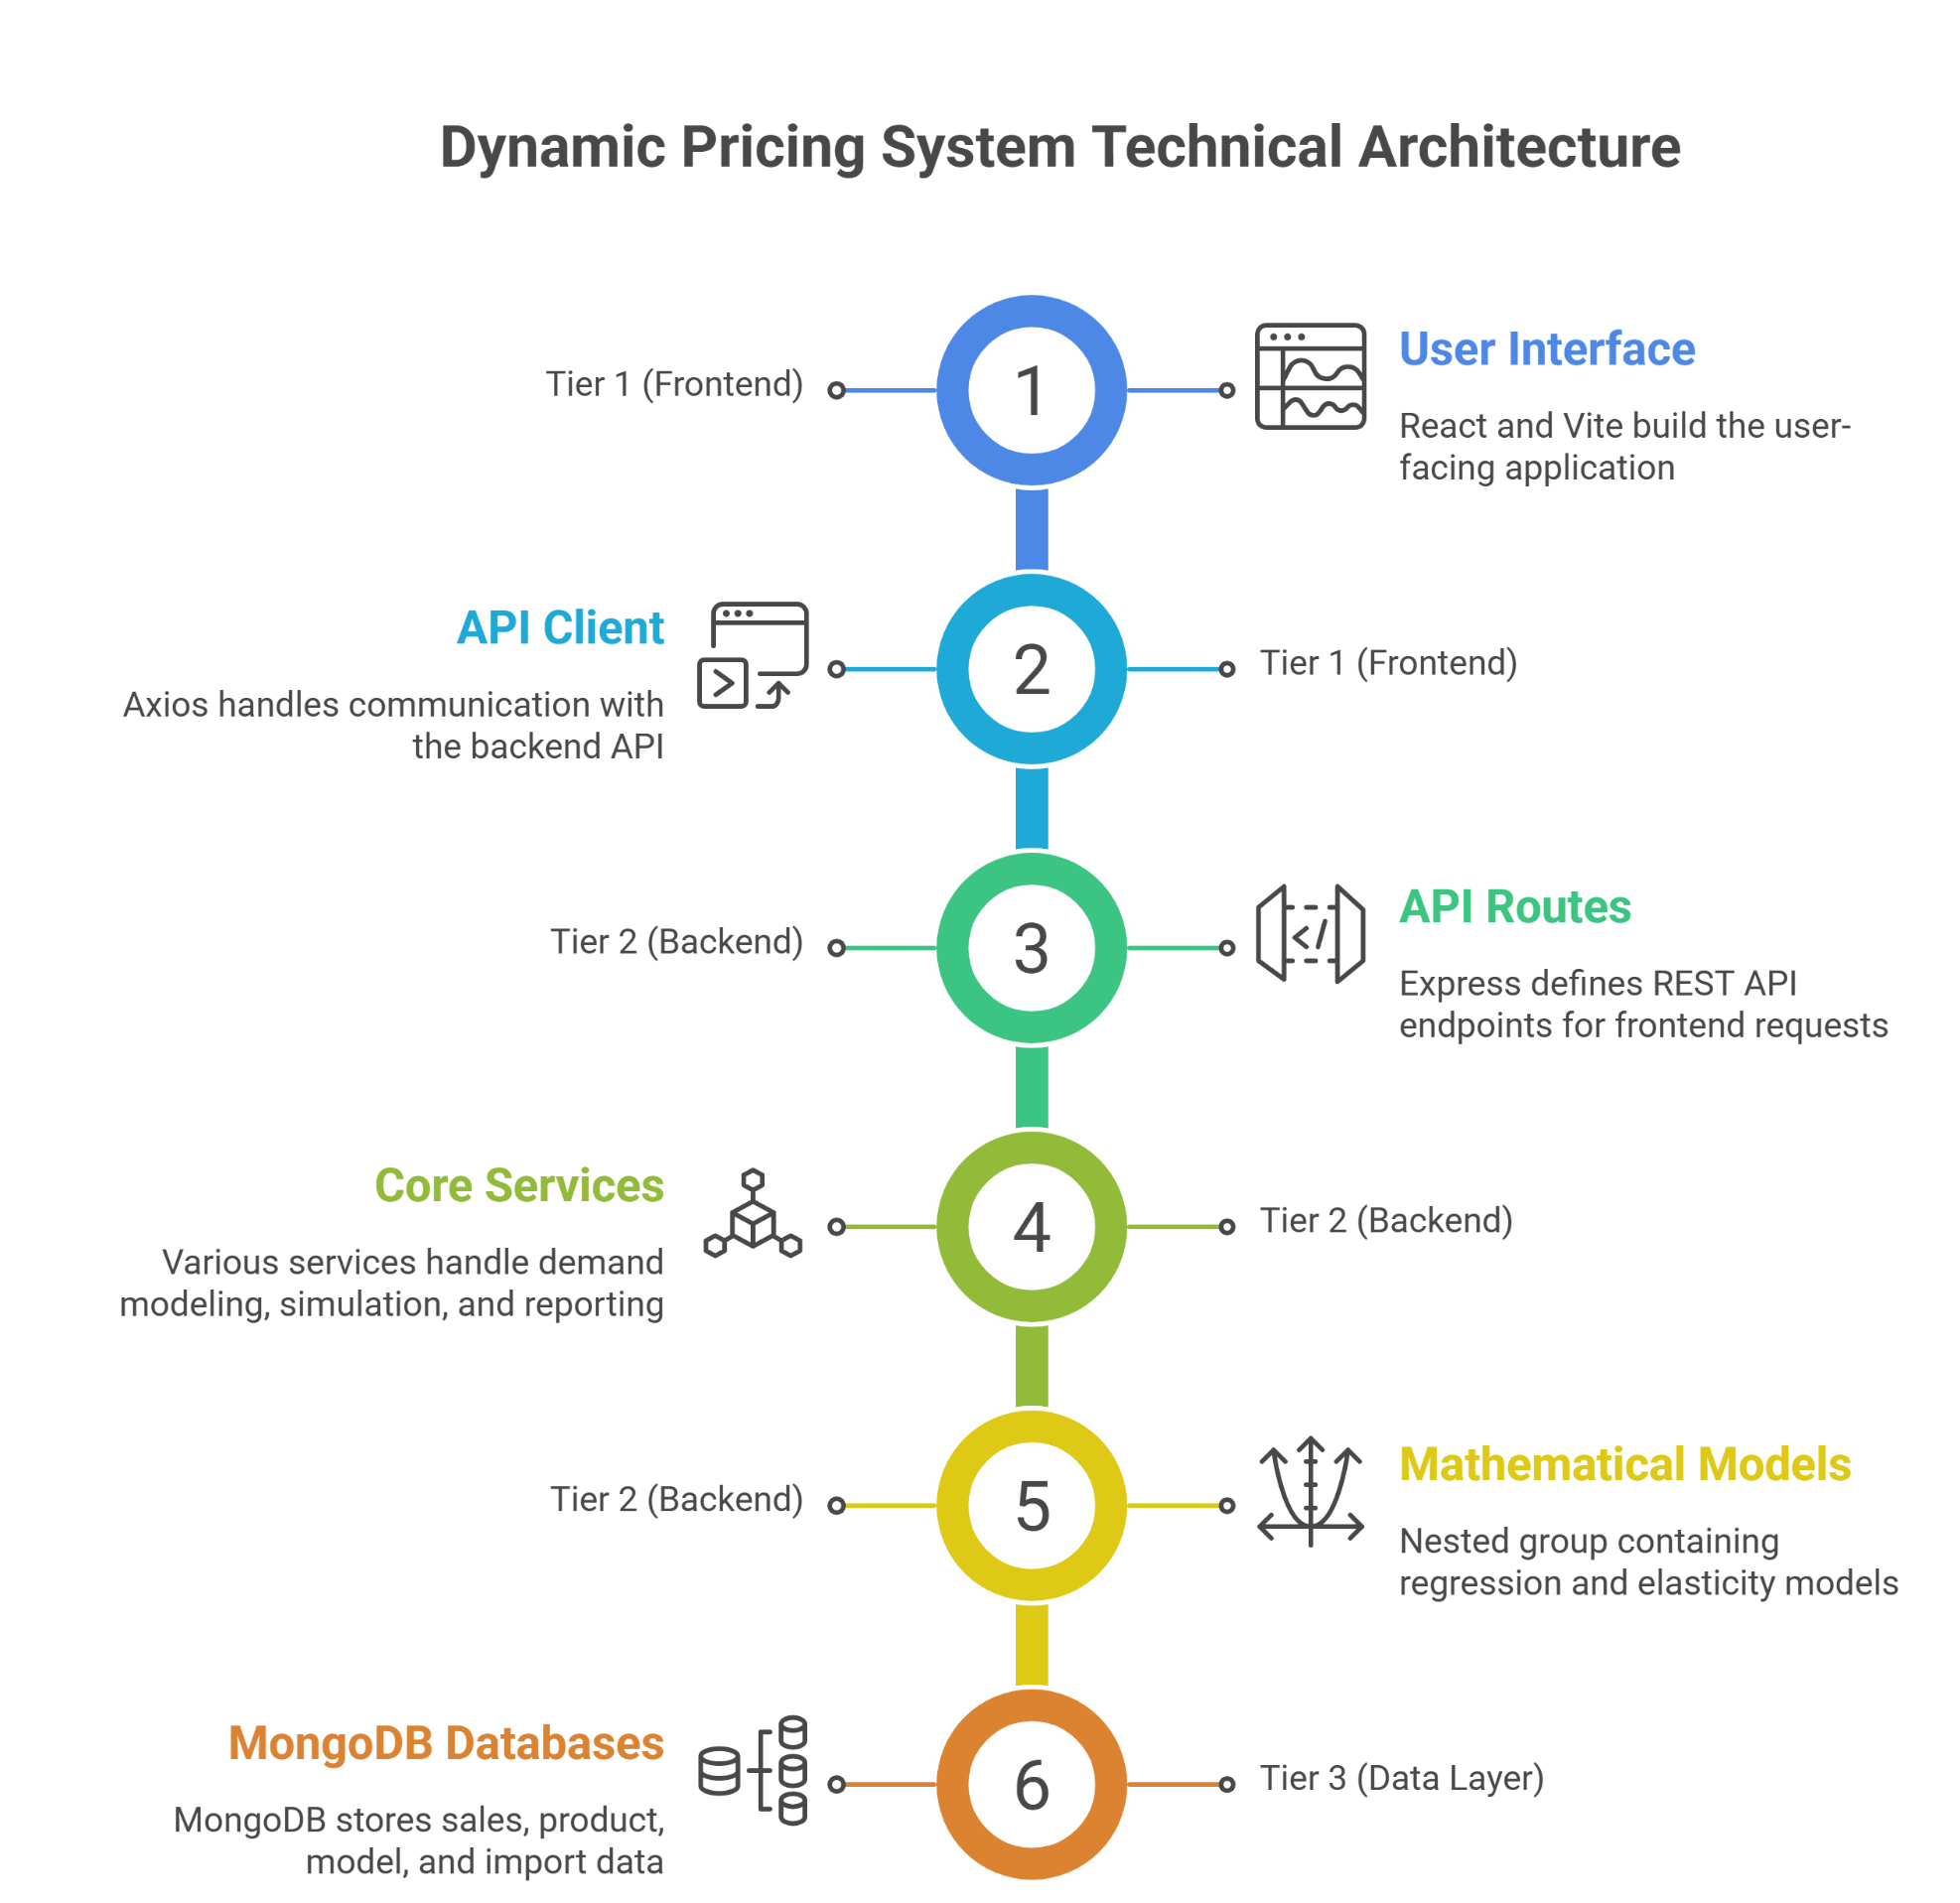 Dynamic Pricing System Technical Architecture
Tier 1 (Frontend)
1
User Interface
React and Vite build the user-
facing application
API Client
Axios handles communication with
the backend API
2
Tier 1 (Frontend)
Tier 2 (Backend)
3
API Routes
Express defines REST API
endpoints for frontend requests
Core Services
Various services handle demand
modeling, simulation, and reporting
4
Tier 2 (Backend)
Tier 2 (Backend)
5
Mathematical Models
Nested group containing
regression and elasticity models
MongoDB Databases
MongoDB stores sales, product,
model, and import data
6
Tier 3 (Data Layer)